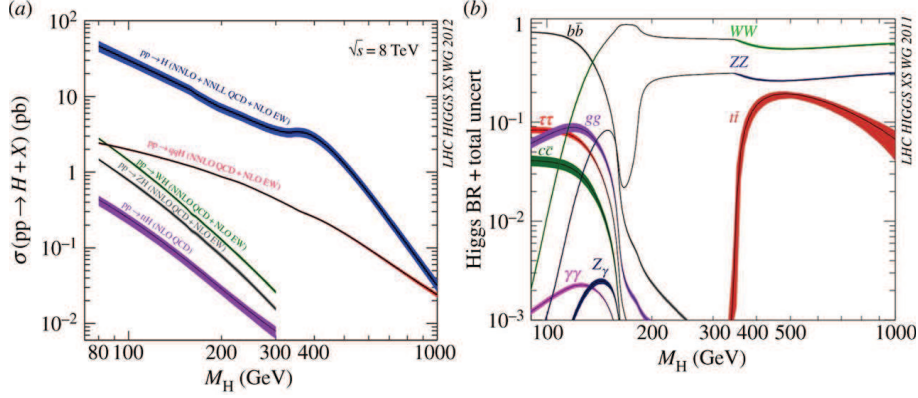 (a)
√s = 8 TeV
LHC HIGGS XS WG 2012
σ(pp → H + X) (pb)
10²
10
1
10⁻¹
10⁻²
pp→H (NNLO + NNLL QCD + NLO EW)
pp→qqH (NNLO QCD + NLO EW)
pp→WH (NNLO QCD + NLO EW)
pp→ZH (NNLO QCD + NLO EW)
pp→ttH (NLO QCD)
80 100 200 300 400 1000
M_H (GeV)
(b)
LHC HIGGS XS WG 2011
Higgs BR + total uncert
1
10⁻¹
10⁻²
10⁻³
bb̄
WW
ZZ
ττ
gg
tt̄
cc̄
γγ
Zγ
100 200 300 500 1000
M_H (GeV)